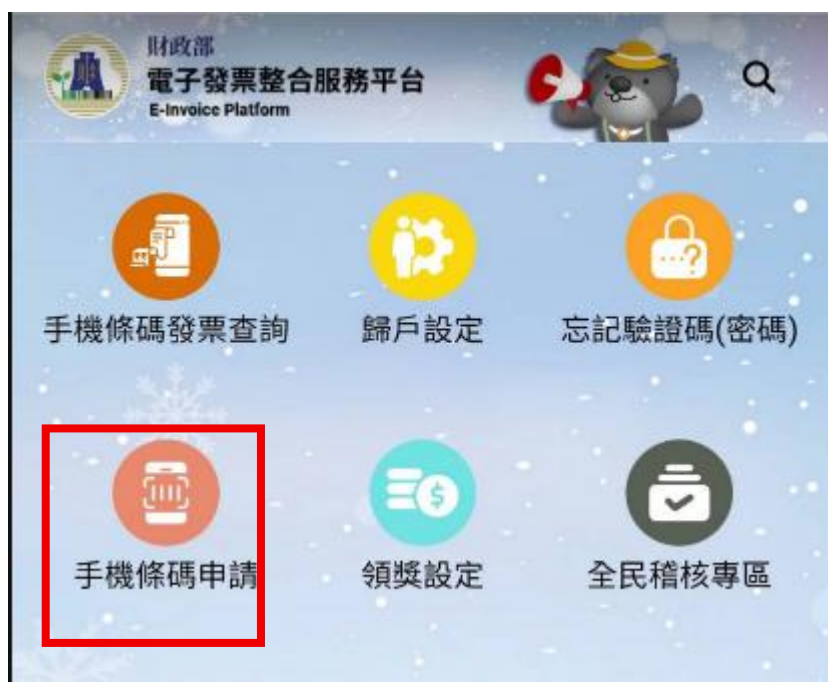 財政部
電子發票整合服務平台
E-Invoice Platform
手機條碼發票查詢
歸戶設定
忘記驗證碼(密碼)
手機條碼申請
領獎設定
全民稽核專區